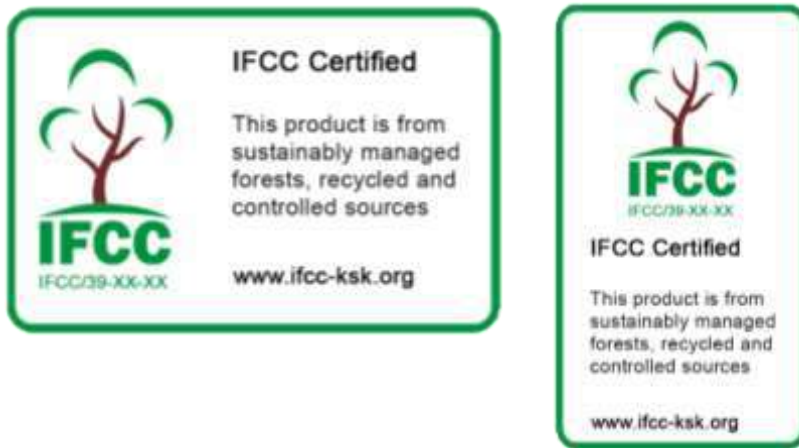 IFCC
IFCC/39-XX-XX
IFCC Certified
This product is from
sustainably managed
forests, recycled and
controlled sources
www.ifcc-ksk.org
IFCC
IFCC/39-XX-XX
IFCC Certified
This product is from
sustainably managed
forests, recycled and
controlled sources
www.ifcc-ksk.org